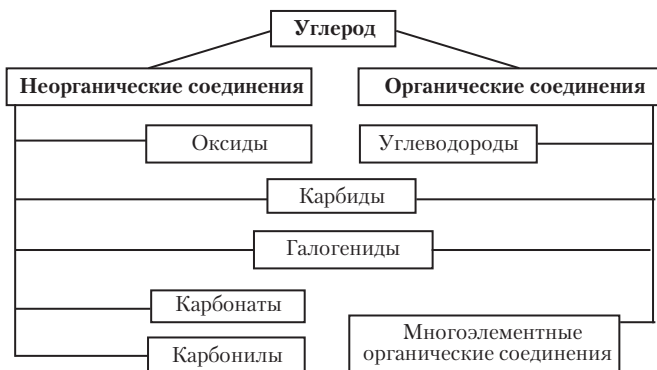 Углерод
Неорганические соединения
Органические соединения
Оксиды
Углеводороды
Карбиды
Галогениды
Карбонаты
Многоэлементные
органические соединения
Карбонилы